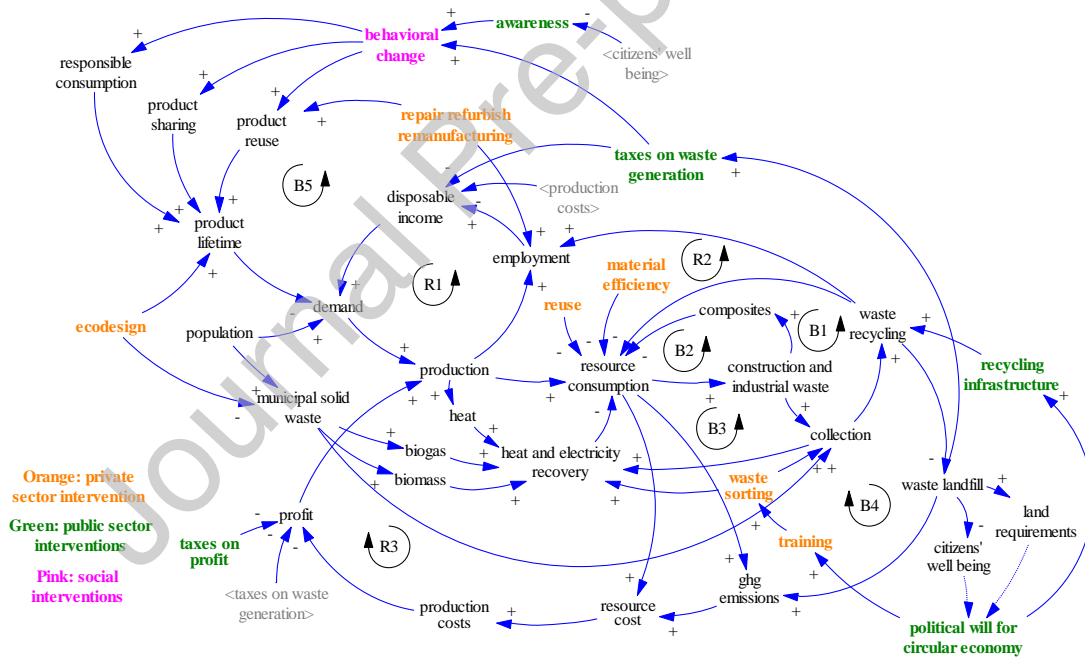 awareness
behavioral
change
<citizens' well
being>
responsible
consumption
product
sharing
product
reuse
repair refurbish
remanufacturing
taxes on waste
generation
B5
disposable
income
<production
costs>
product
lifetime
employment
R2
R1
material
efficiency
reuse
ecodesign
population
demand
composites
B1
waste
recycling
B2
resource
consumption
construction and
industrial waste
recycling
infrastructure
production
municipal solid
waste
heat
B3
collection
biogas
heat and electricity
recovery
biomass
waste
sorting
waste landfill
B4
Orange: private
sector intervention
Green: public sector
interventions
Pink: social
interventions
profit
taxes on
profit
R3
training
land
requirements
citizens'
well being
<taxes on waste
generation>
production
costs
resource
cost
ghg
emissions
political will for
circular economy
Journal Pre-p